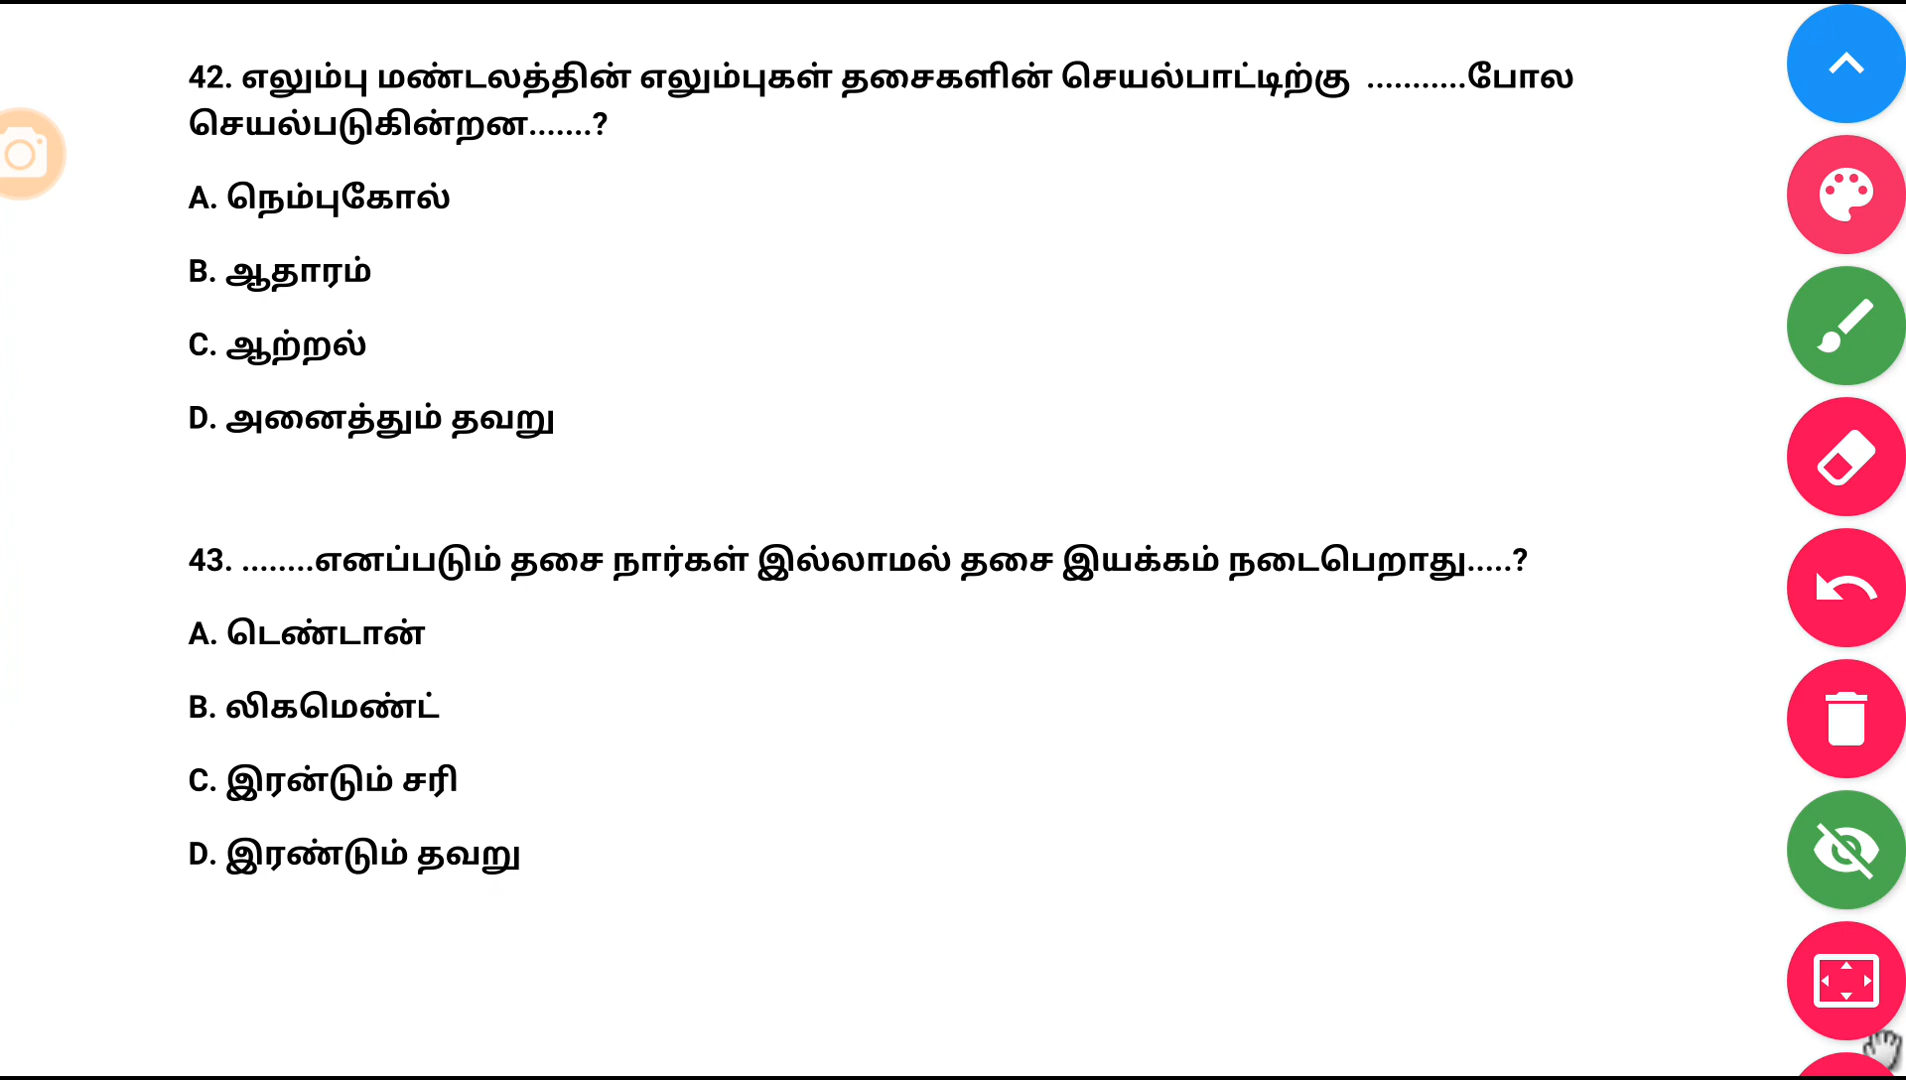 42. எலும்பு மண்டலத்தின் எலும்புகள் தசைகளின் செயல்பாட்டிற்கு ...........போல
செயல்படுகின்றன.......?
A. நெம்புகோல்
B. ஆதாரம்
C. ஆற்றல்
D. அனைத்தும் தவறு
43. ........எனப்படும் தசை நார்கள் இல்லாமல் தசை இயக்கம் நடைபெறாது.....?
A. டெண்டான்
B. லிகமெண்ட்
C. இரன்டும் சரி
D. இரண்டும் தவறு